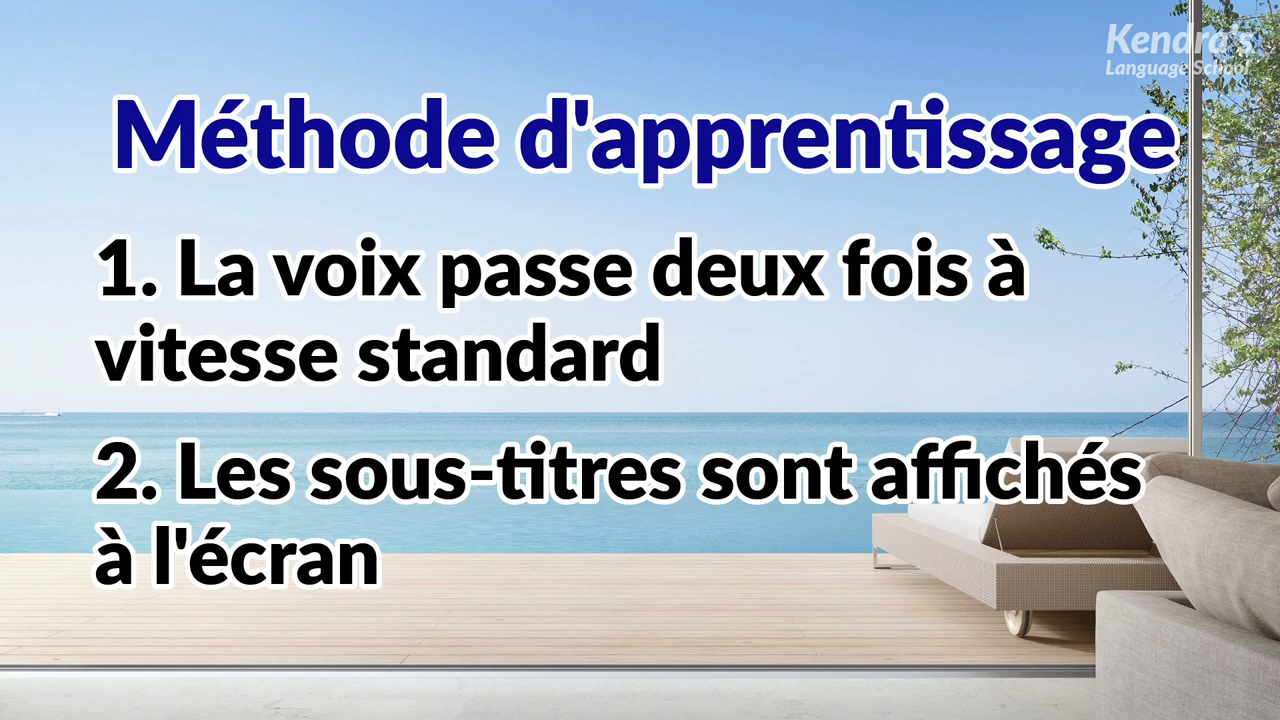 Kendra's
Language School
Méthode d'apprentissage
1. La voix passe deux fois à
vitesse standard
2. Les sous-titres sont affichés
à l'écran